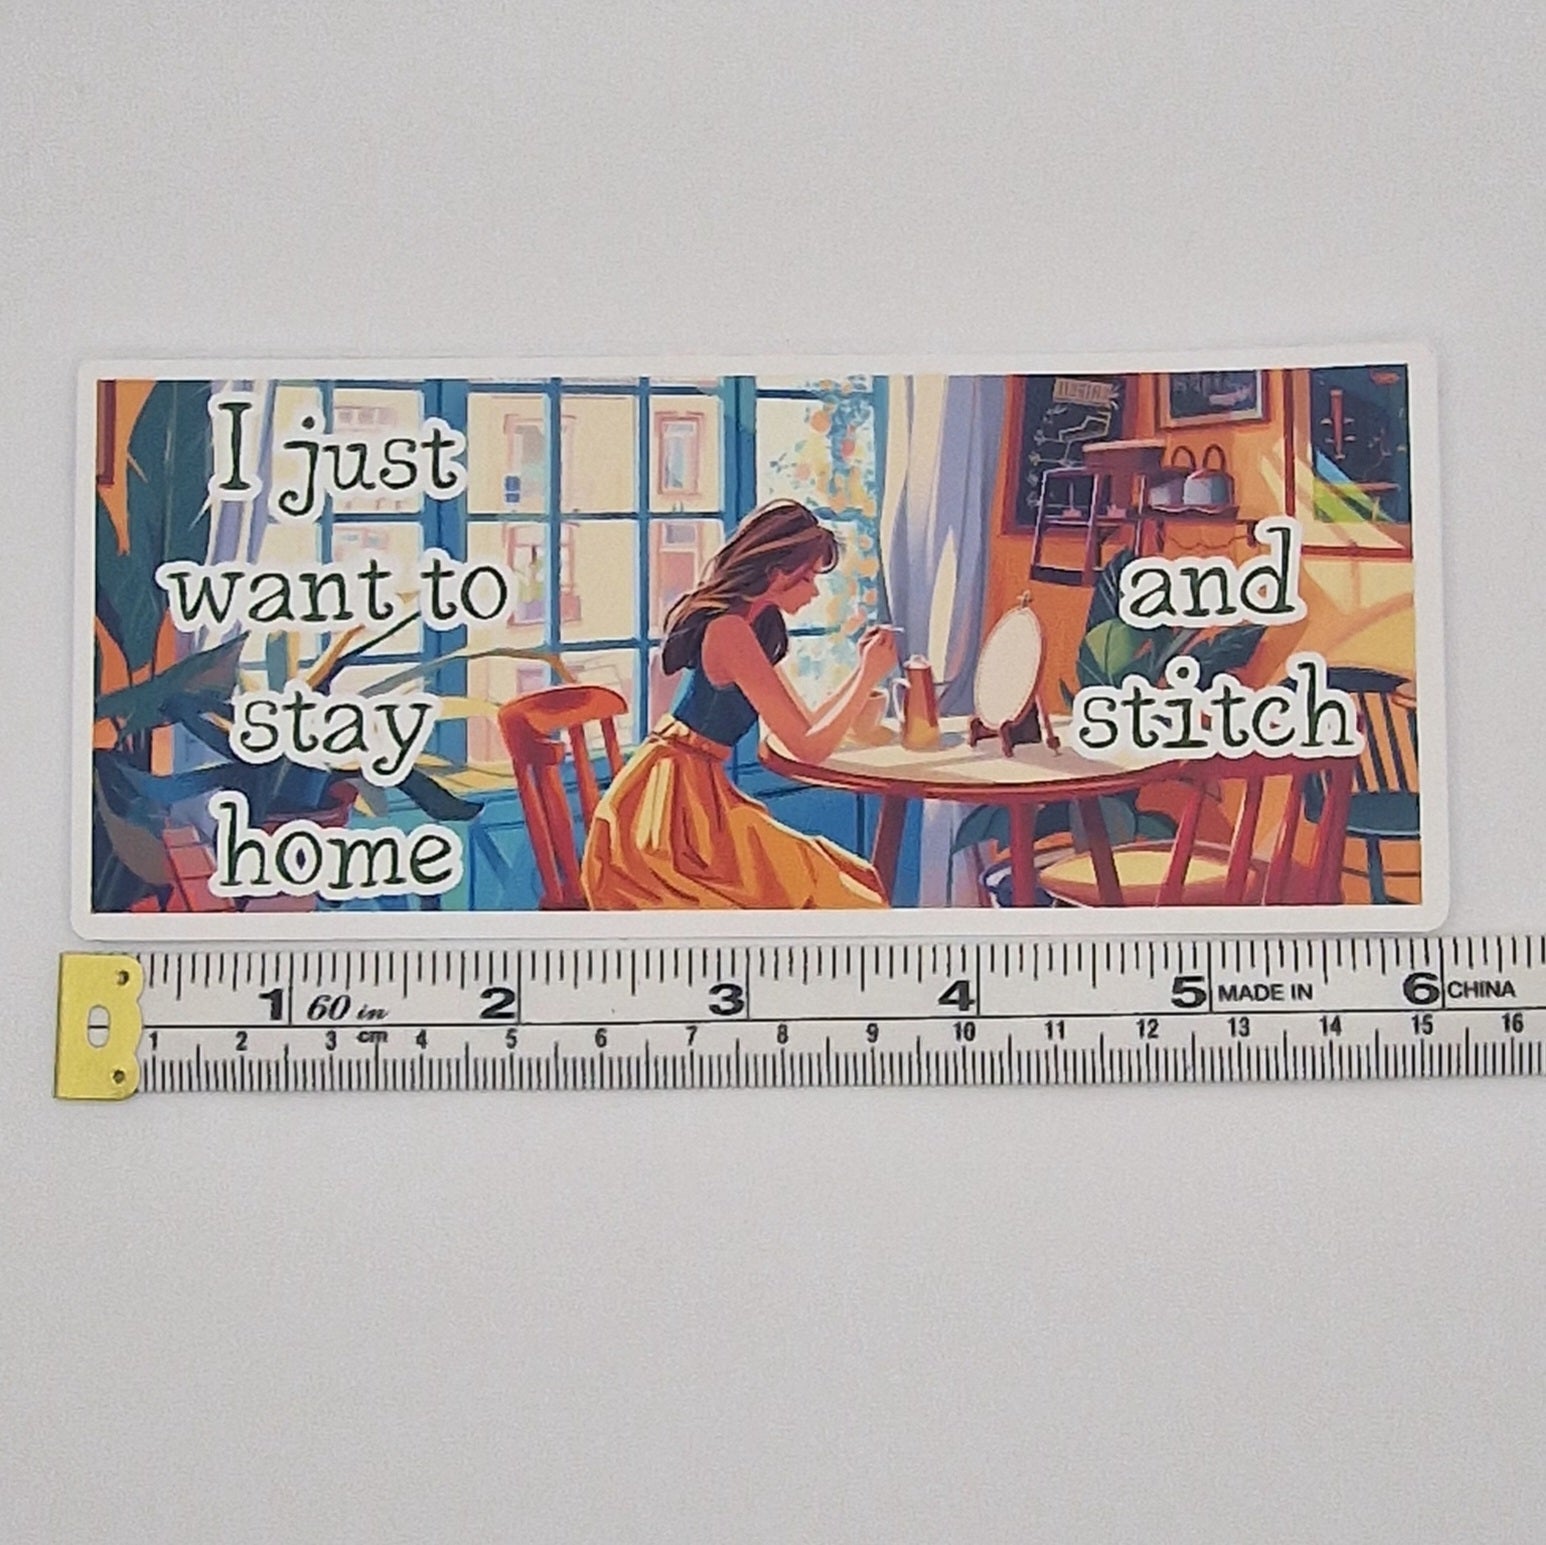 I just
want to
stay
home
and
stitch
1 60 in 2 3 4 5 MADE IN 6 CHINA
1 2 3 cm 4 5 6 7 8 9 10 11 12 13 14 15 16